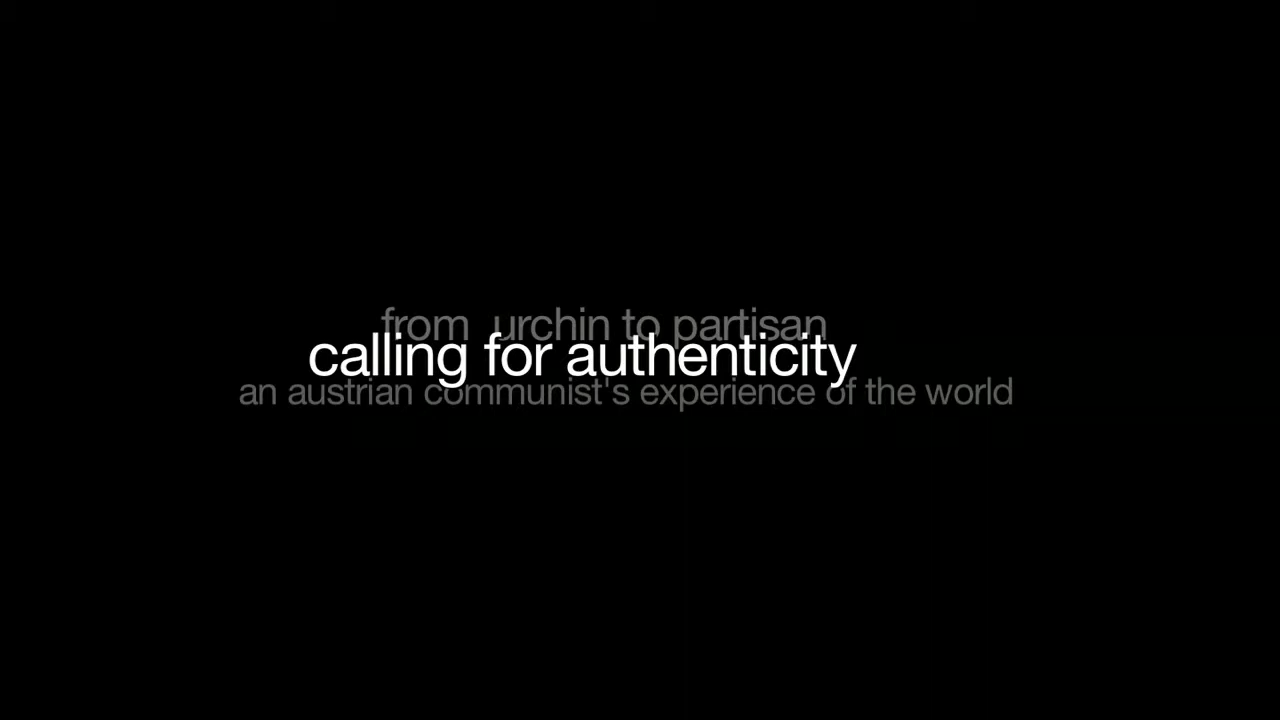 from  urchin to partisan
calling for authenticity
an austrian communist's experience of the world